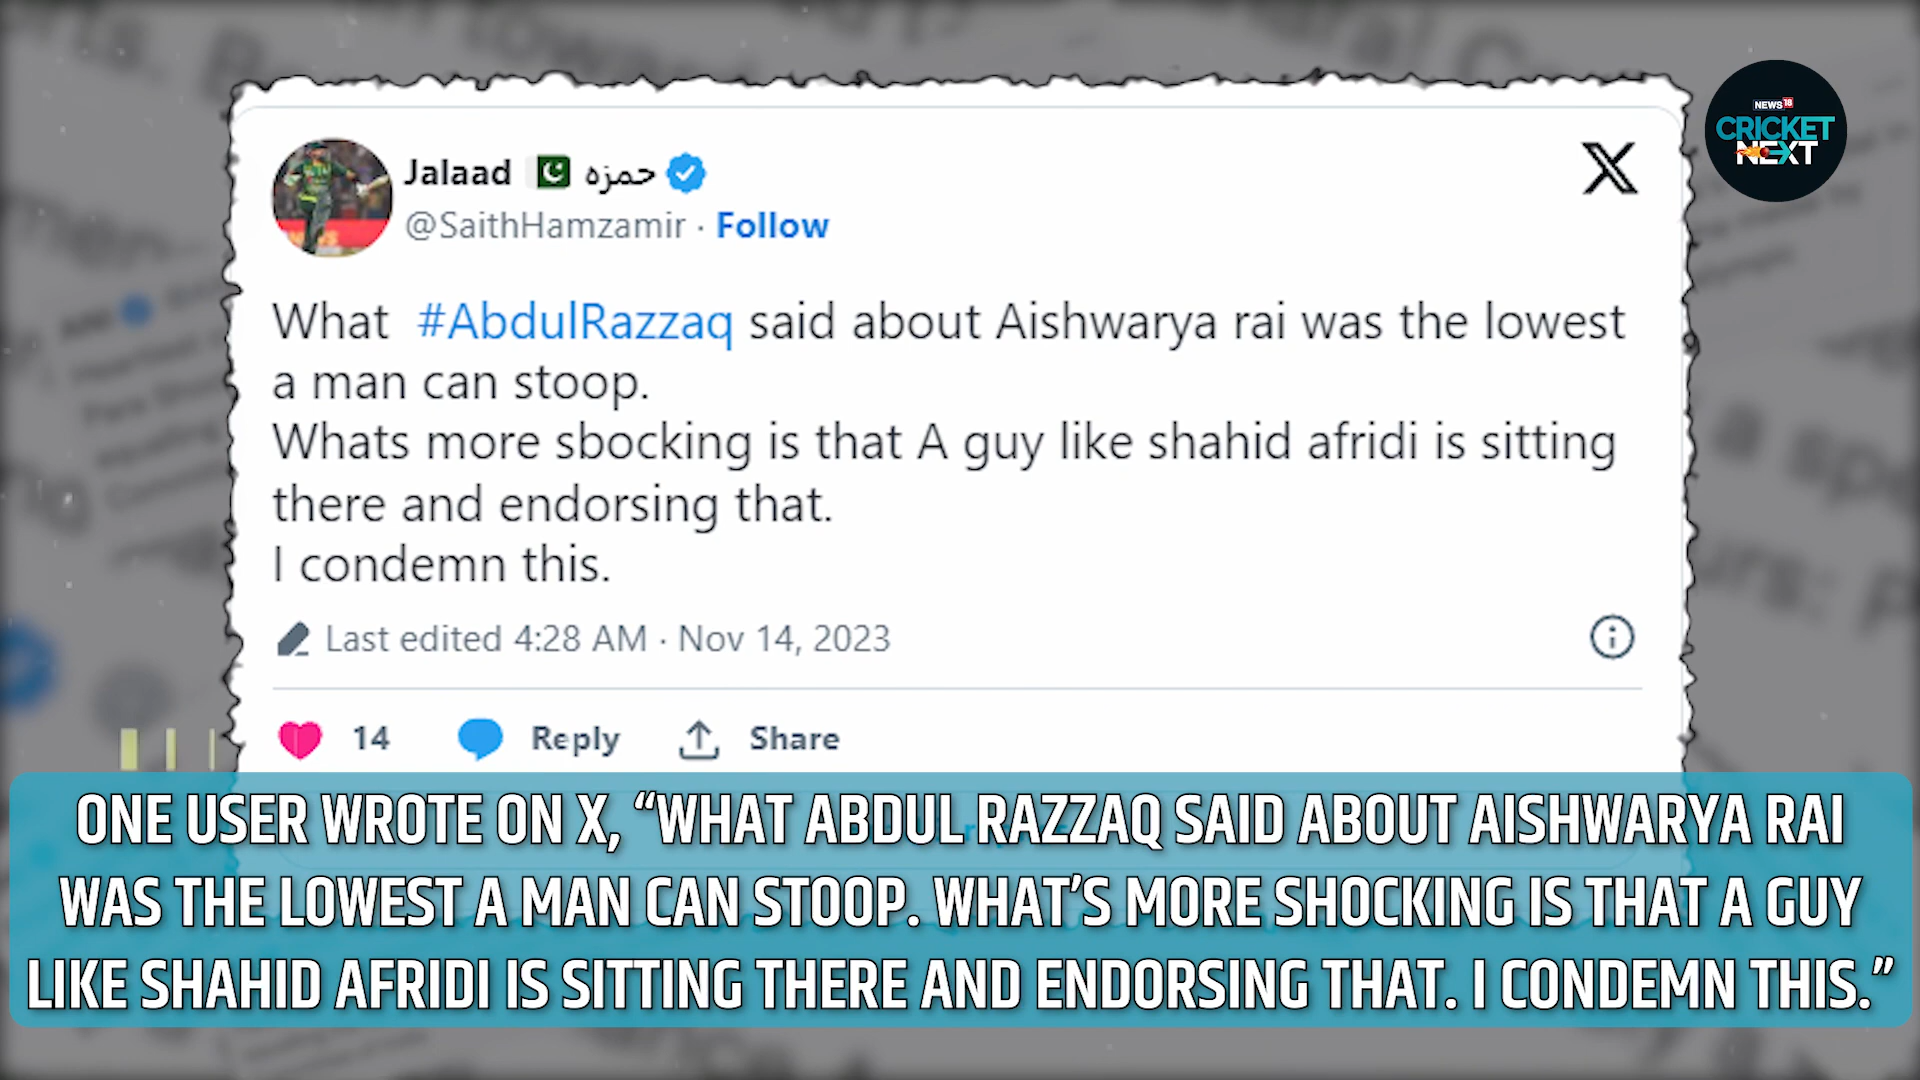 NEWS 18
CRICKET
NEXT
Jalaad حمزه
@SaithHamzamir · Follow
What #AbdulRazzaq said about Aishwarya rai was the lowest
a man can stoop.
Whats more sbocking is that A guy like shahid afridi is sitting
there and endorsing that.
I condemn this.
Last edited 4:28 AM · Nov 14, 2023
14 Reply Share
ONE USER WROTE ON X, “WHAT ABDUL RAZZAQ SAID ABOUT AISHWARYA RAI
WAS THE LOWEST A MAN CAN STOOP. WHAT’S MORE SHOCKING IS THAT A GUY
LIKE SHAHID AFRIDI IS SITTING THERE AND ENDORSING THAT. I CONDEMN THIS.”